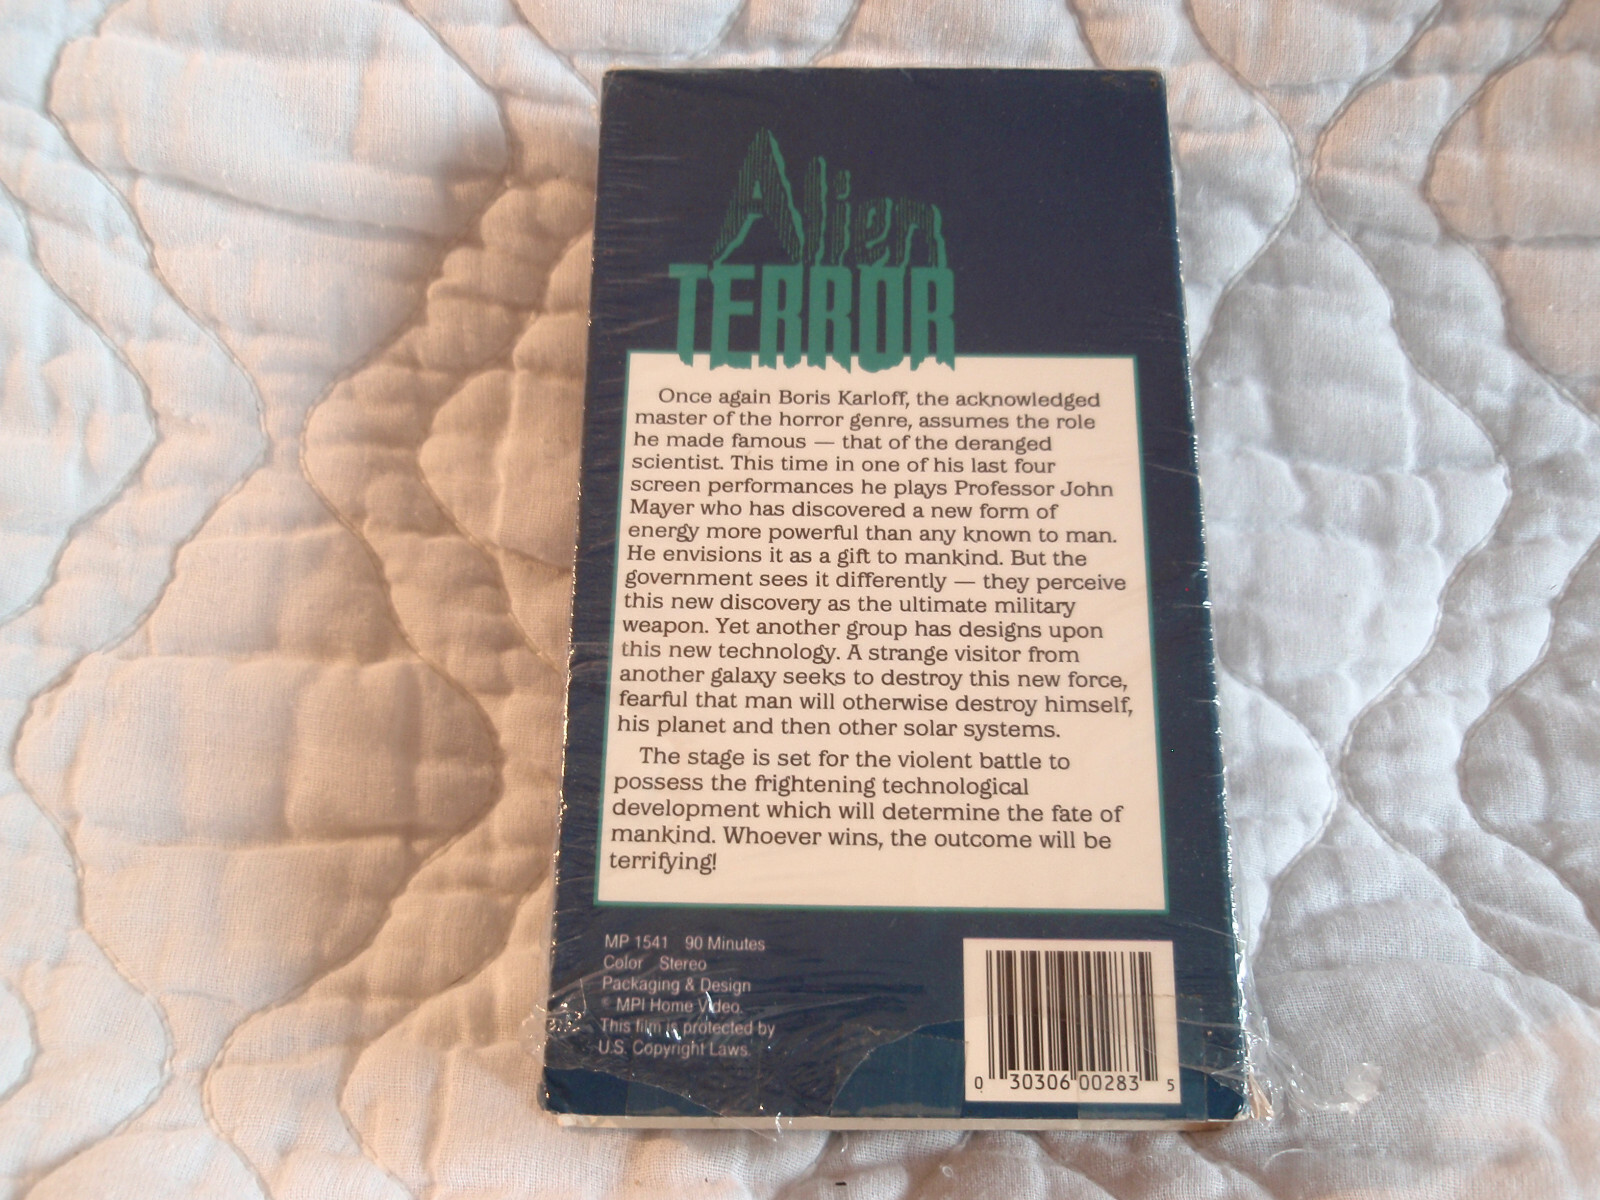 Alien
TERROR
Once again Boris Karloff, the acknowledged
master of the horror genre, assumes the role
he made famous — that of the deranged
scientist. This time in one of his last four
screen performances he plays Professor John
Mayer who has discovered a new form of
energy more powerful than any known to man.
He envisions it as a gift to mankind. But the
government sees it differently — they perceive
this new discovery as the ultimate military
weapon. Yet another group has designs upon
this new technology. A strange visitor from
another galaxy seeks to destroy this new force,
fearful that man will otherwise destroy himself,
his planet and then other solar systems.
The stage is set for the violent battle to
possess the frightening technological
development which will determine the fate of
mankind. Whoever wins, the outcome will be
terrifying!
MP 1541 90 Minutes
Color Stereo
Packaging & Design
© MPI Home Video.
This film is protected by
U.S. Copyright Laws.
0 30306 00283 5